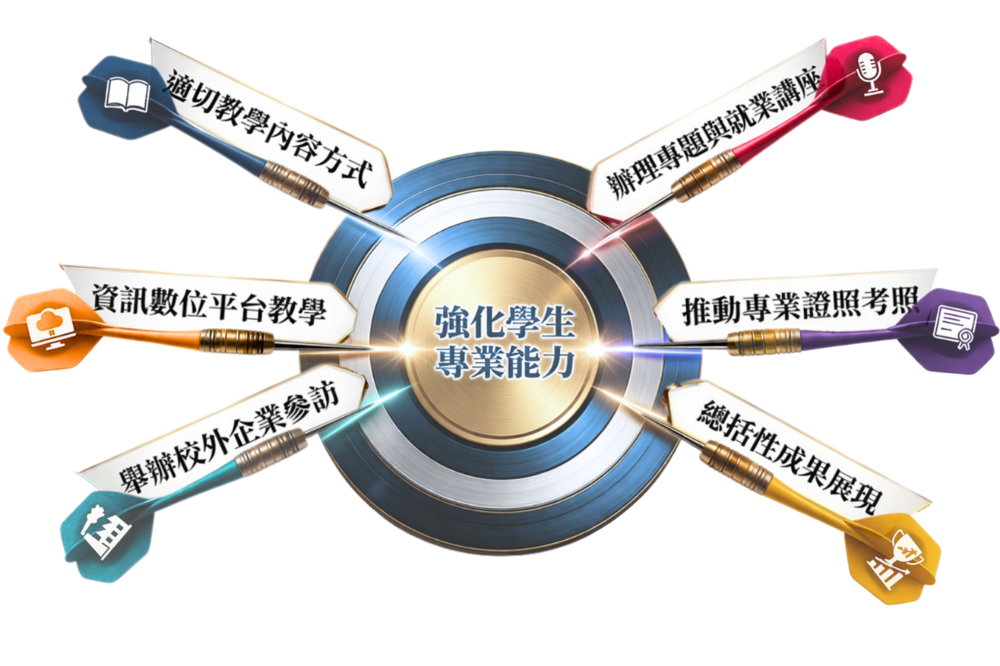 適切教學內容方式
辦理專題與就業講座
資訊數位平台教學
強化學生
專業能力
推動專業證照考照
舉辦校外企業參訪
總括性成果展現